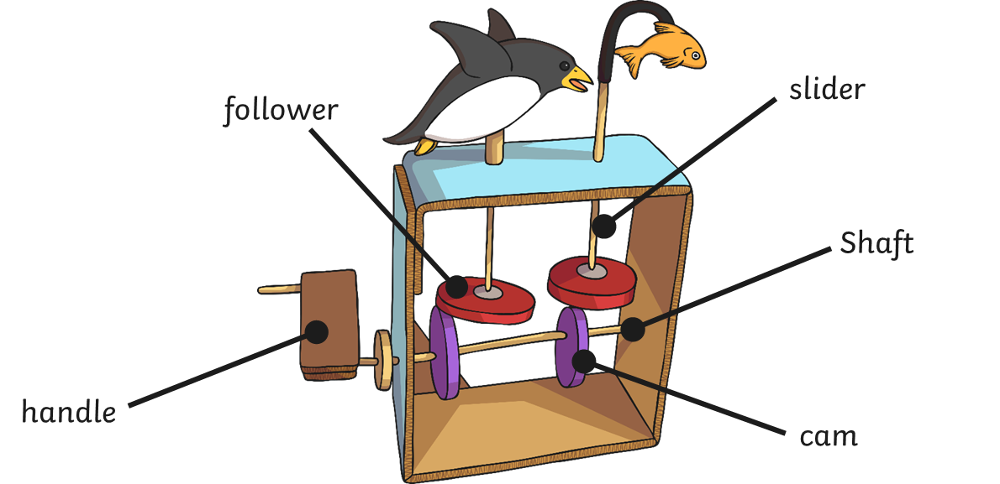 slider
follower
Shaft
handle
cam